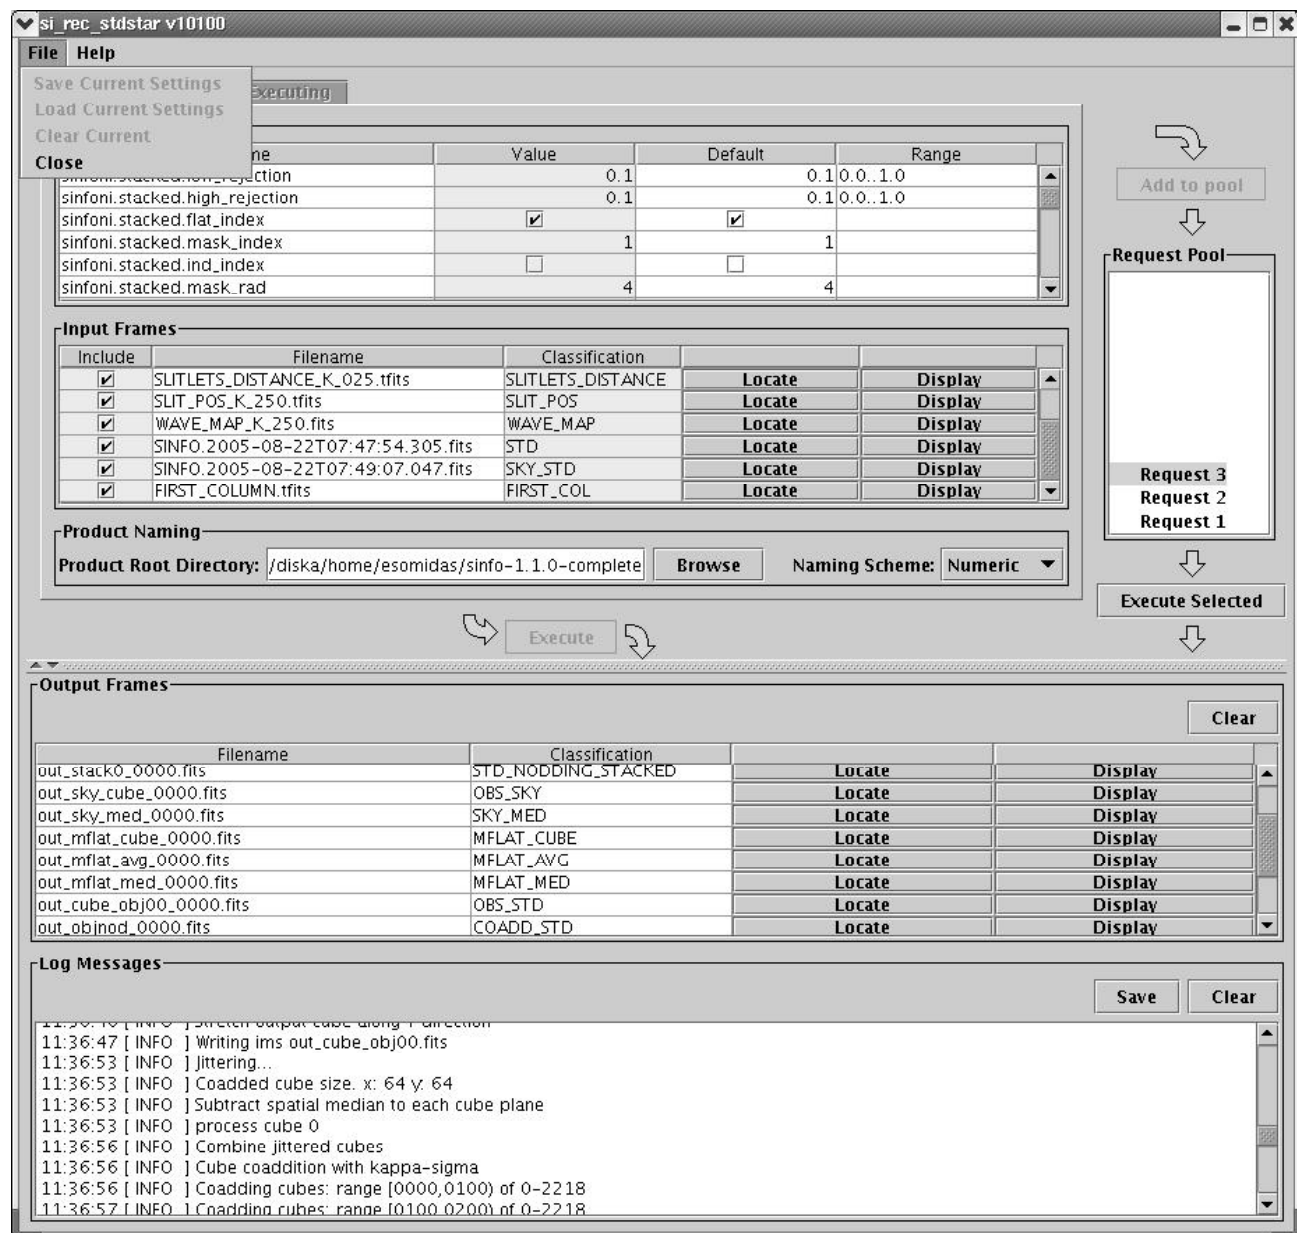 si_rec_stdstar v10100
File Help
Save Current Settings
Load Current Settings
Clear Current
Close
Executing
Value Default Range
sinfoni.stacked.low_rejection 0.1 0.1 0.0..1.0
sinfoni.stacked.high_rejection 0.1 0.1 0.0..1.0
sinfoni.stacked.flat_index
sinfoni.stacked.mask_index 1 1
sinfoni.stacked.ind_index
sinfoni.stacked.mask_rad 4 4
Add to pool
Request Pool
Request 3
Request 2
Request 1
Execute Selected
Input Frames
Include Filename Classification
SLITLETS_DISTANCE_K_025.tfits SLITLETS_DISTANCE Locate Display
SLIT_POS_K_250.tfits SLIT_POS Locate Display
WAVE_MAP_K_250.fits WAVE_MAP Locate Display
SINFO.2005-08-22T07:47:54.305.fits STD Locate Display
SINFO.2005-08-22T07:49:07.047.fits SKY_STD Locate Display
FIRST_COLUMN.tfits FIRST_COL Locate Display
Product Naming
Product Root Directory: /diska/home/esomidas/sinfo-1.1.0-complete Browse Naming Scheme: Numeric
Execute
Output Frames
Clear
Filename Classification
out_stack0_0000.fits STD_NODDING_STACKED Locate Display
out_sky_cube_0000.fits OBS_SKY Locate Display
out_sky_med_0000.fits SKY_MED Locate Display
out_mflat_cube_0000.fits MFLAT_CUBE Locate Display
out_mflat_avg_0000.fits MFLAT_AVG Locate Display
out_mflat_med_0000.fits MFLAT_MED Locate Display
out_cube_obj00_0000.fits OBS_STD Locate Display
out_objnod_0000.fits COADD_STD Locate Display
Log Messages
Save Clear
[ INFO ] Stretch output cube along Y direction
11:36:47 [ INFO ] Writing ims out_cube_obj00.fits
11:36:53 [ INFO ] Jittering...
11:36:53 [ INFO ] Coadded cube size. x: 64 y: 64
11:36:53 [ INFO ] Subtract spatial median to each cube plane
11:36:53 [ INFO ] process cube 0
11:36:56 [ INFO ] Combine jittered cubes
11:36:56 [ INFO ] Cube coaddition with kappa-sigma
11:36:56 [ INFO ] Coadding cubes: range [0000,0100) of 0-2218
11:36:57 [ INFO ] Coadding cubes: range [0100,0200) of 0-2218